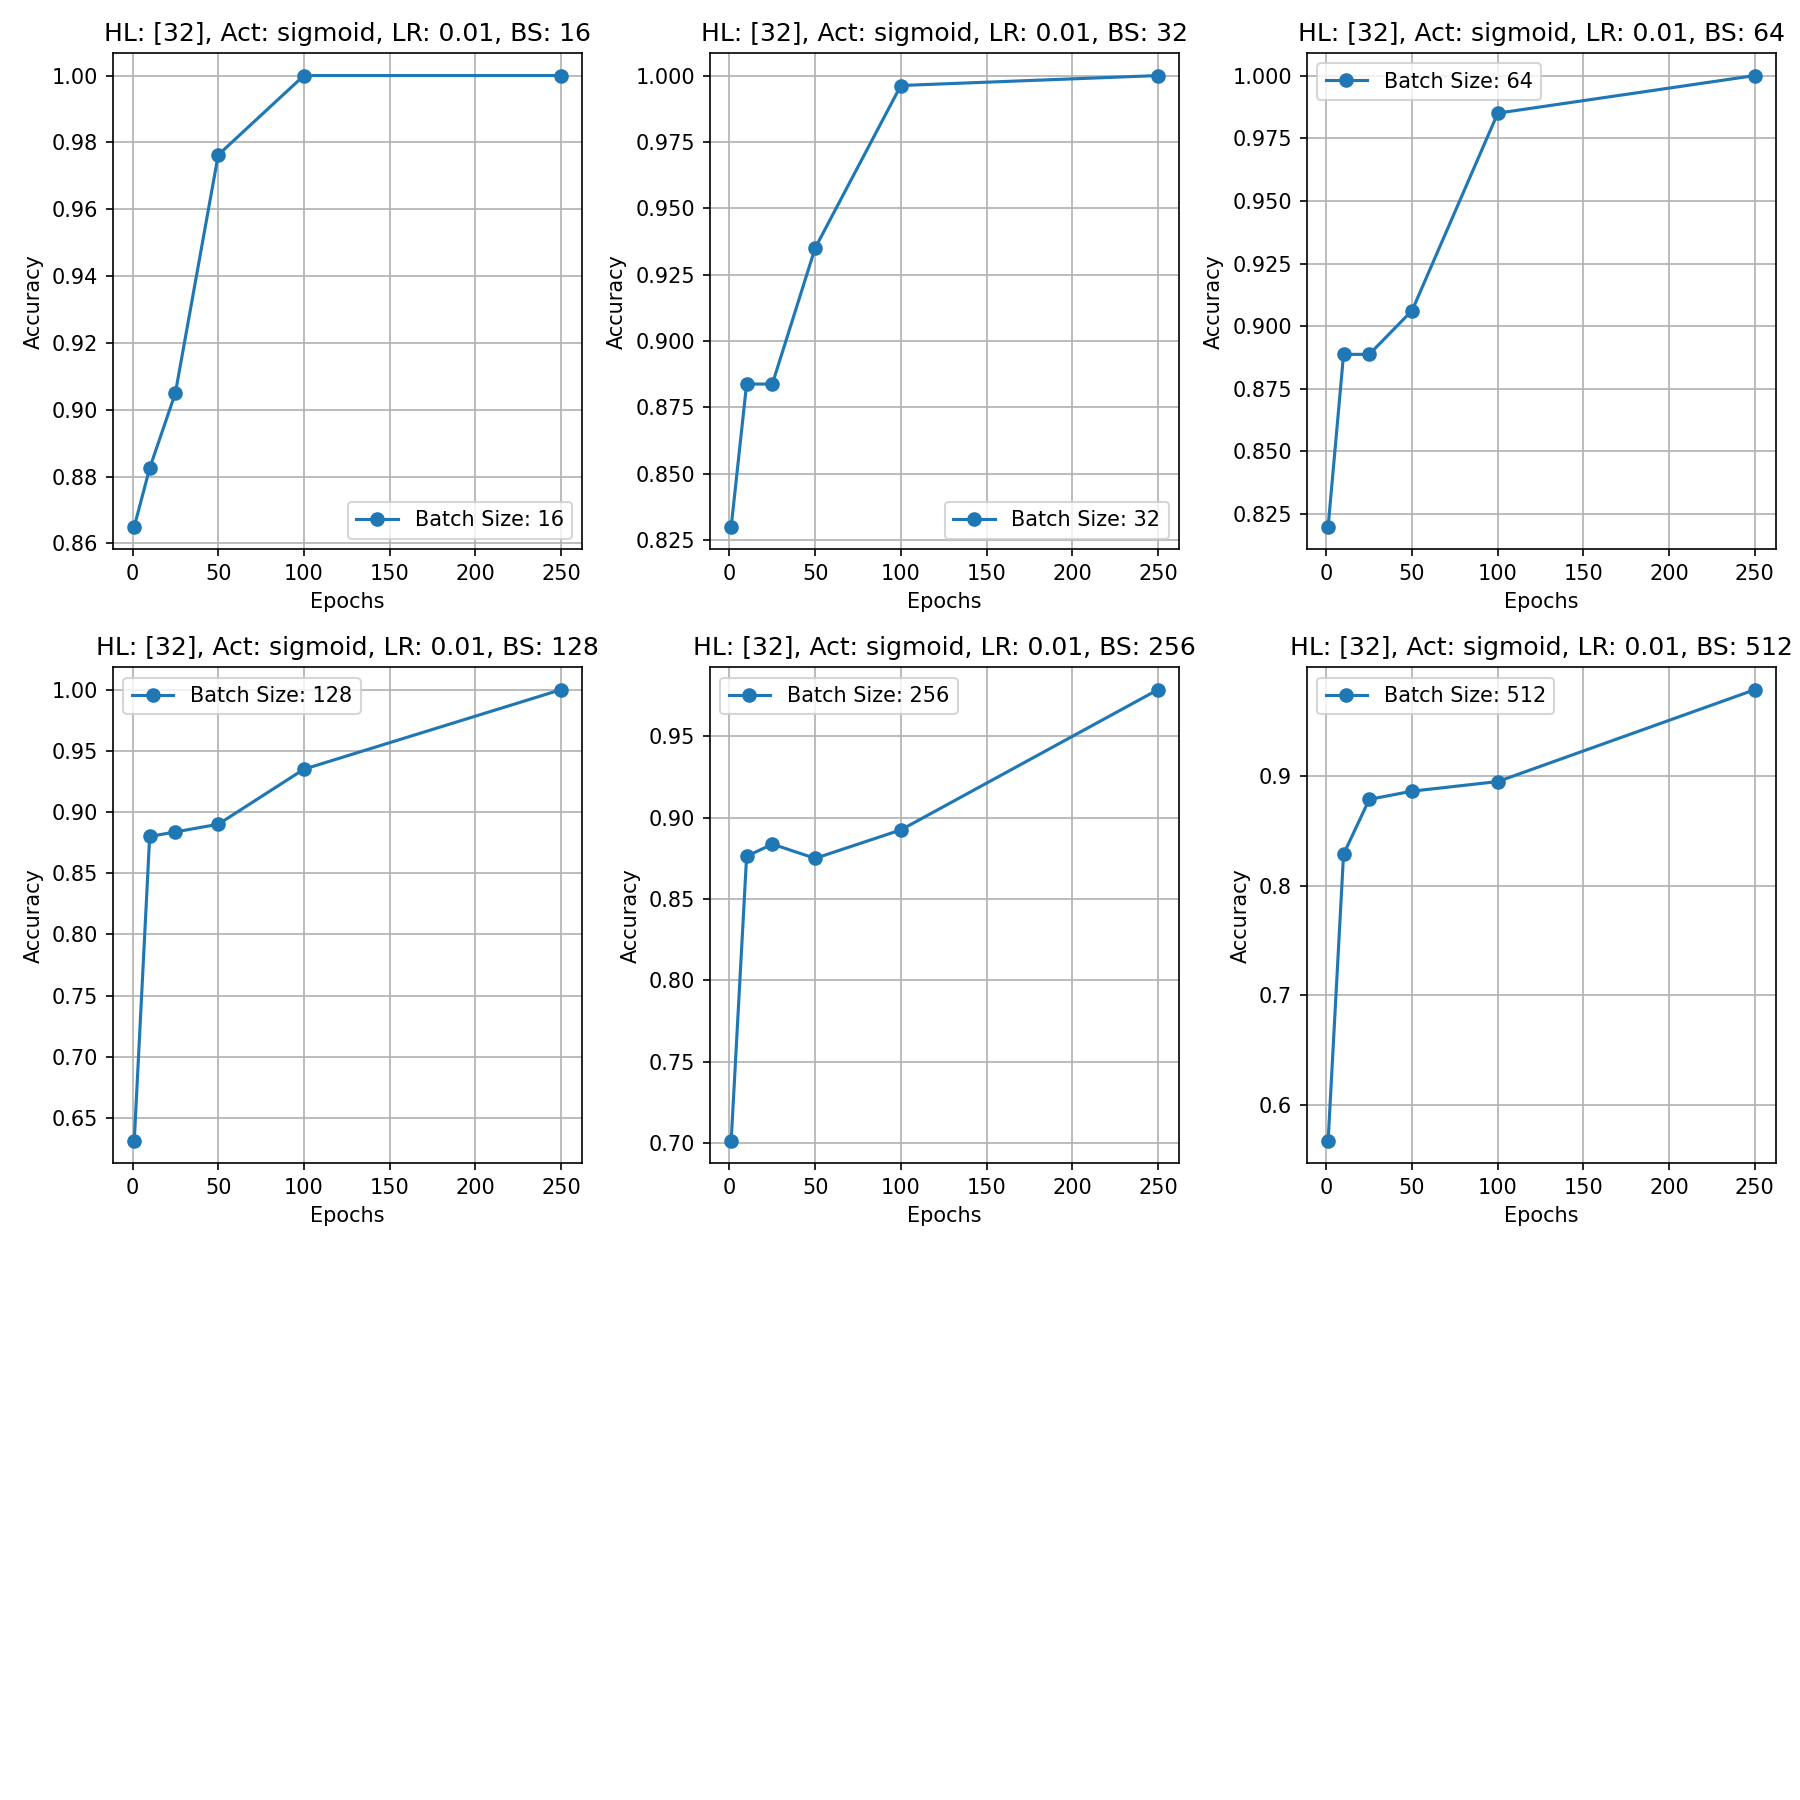 HL: [32], Act: sigmoid, LR: 0.01, BS: 16
1.00
0.98
0.96
0.94
0.92
0.90
0.88
0.86
Accuracy
Batch Size: 16
0 50 100 150 200 250
Epochs
HL: [32], Act: sigmoid, LR: 0.01, BS: 32
1.000
0.975
0.950
0.925
0.900
0.875
0.850
0.825
Accuracy
Batch Size: 32
0 50 100 150 200 250
Epochs
HL: [32], Act: sigmoid, LR: 0.01, BS: 64
Batch Size: 64
1.000
0.975
0.950
0.925
0.900
0.875
0.850
0.825
Accuracy
0 50 100 150 200 250
Epochs
HL: [32], Act: sigmoid, LR: 0.01, BS: 128
Batch Size: 128
1.00
0.95
0.90
0.85
0.80
0.75
0.70
0.65
Accuracy
0 50 100 150 200 250
Epochs
HL: [32], Act: sigmoid, LR: 0.01, BS: 256
Batch Size: 256
0.95
0.90
0.85
0.80
0.75
0.70
Accuracy
0 50 100 150 200 250
Epochs
HL: [32], Act: sigmoid, LR: 0.01, BS: 512
Batch Size: 512
0.9
0.8
0.7
0.6
Accuracy
0 50 100 150 200 250
Epochs